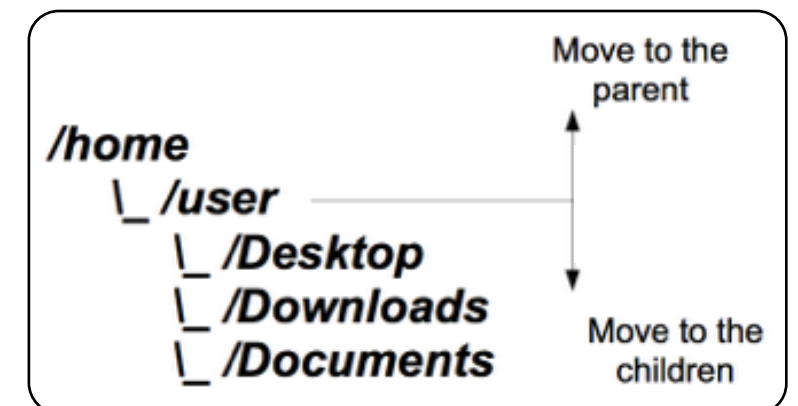 Move to the
parent
/home
\_ /user
\_ /Desktop
\_ /Downloads
\_ /Documents
Move to the
children